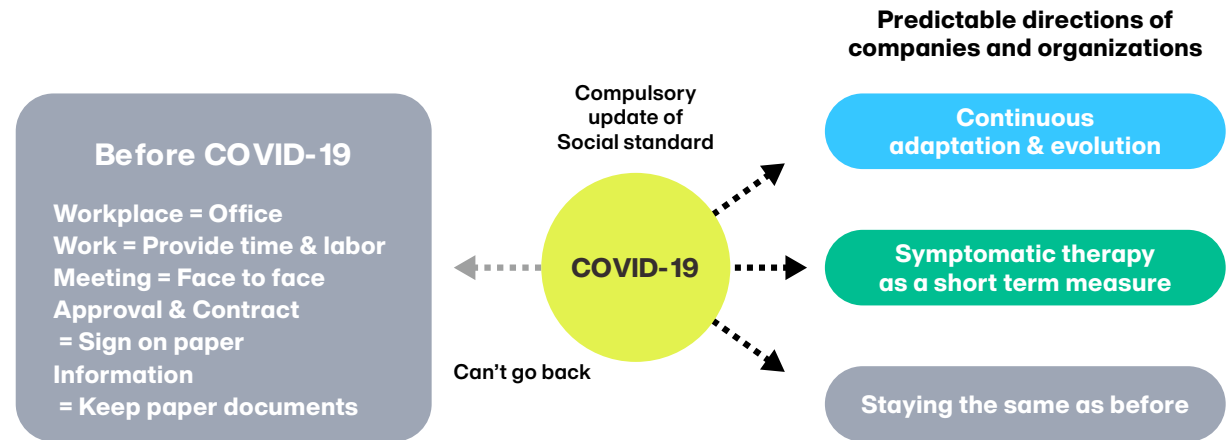 Predictable directions of
companies and organizations
Before COVID-19
Workplace = Office
Work = Provide time & labor
Meeting = Face to face
Approval & Contract
= Sign on paper
Information
= Keep paper documents
Compulsory
update of
Social standard
COVID-19
Can't go back
Continuous
adaptation & evolution
Symptomatic therapy
as a short term measure
Staying the same as before